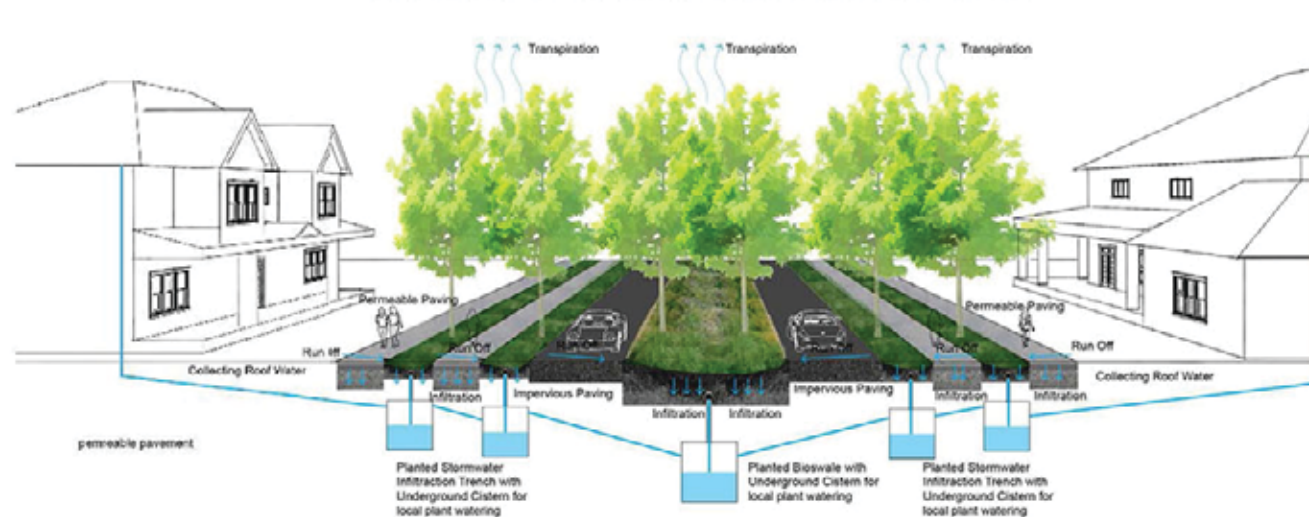 Transpiration
Transpiration
Transpiration
Permeable Paving
Permeable Paving
Run off
Run Off
Run Off
Run Off
Run Off
Run Off
Collecting Roof Water
Collecting Roof Water
Infiltration
Impervious Paving
Infiltration
Infiltration
Impervious Paving
Infiltration
Infiltration
permeable pavement
Planted Stormwater
Infiltraction Trench with
Underground Cistern for
local plant watering
Planted Bioswale with
Underground Cistern for
local plant watering
Planted Stormwater
Infiltraction Trench with
Underground Cistern for
local plant watering